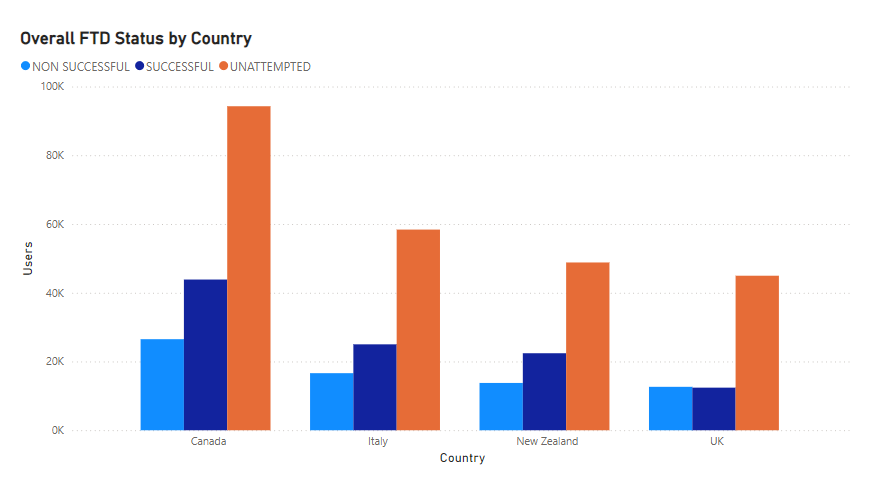 Overall FTD Status by Country
NON SUCCESSFUL SUCCESSFUL UNATTEMPTED
100K
80K
60K
40K
20K
0K
Users
Canada Italy New Zealand UK
Country